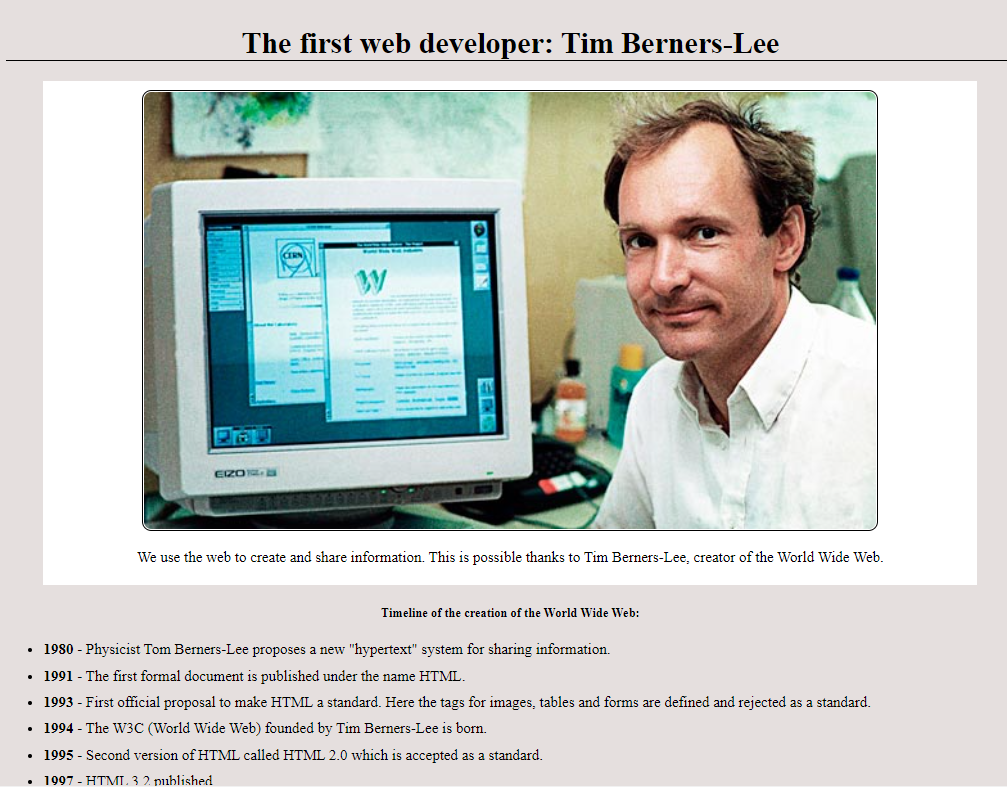 The first web developer: Tim Berners-Lee
CERN
W
EIZO
We use the web to create and share information. This is possible thanks to Tim Berners-Lee, creator of the World Wide Web.
Timeline of the creation of the World Wide Web:
• 1980 - Physicist Tom Berners-Lee proposes a new "hypertext" system for sharing information.
• 1991 - The first formal document is published under the name HTML.
• 1993 - First official proposal to make HTML a standard. Here the tags for images, tables and forms are defined and rejected as a standard.
• 1994 - The W3C (World Wide Web) founded by Tim Berners-Lee is born.
• 1995 - Second version of HTML called HTML 2.0 which is accepted as a standard.
• 1997 - HTML 3.2 published